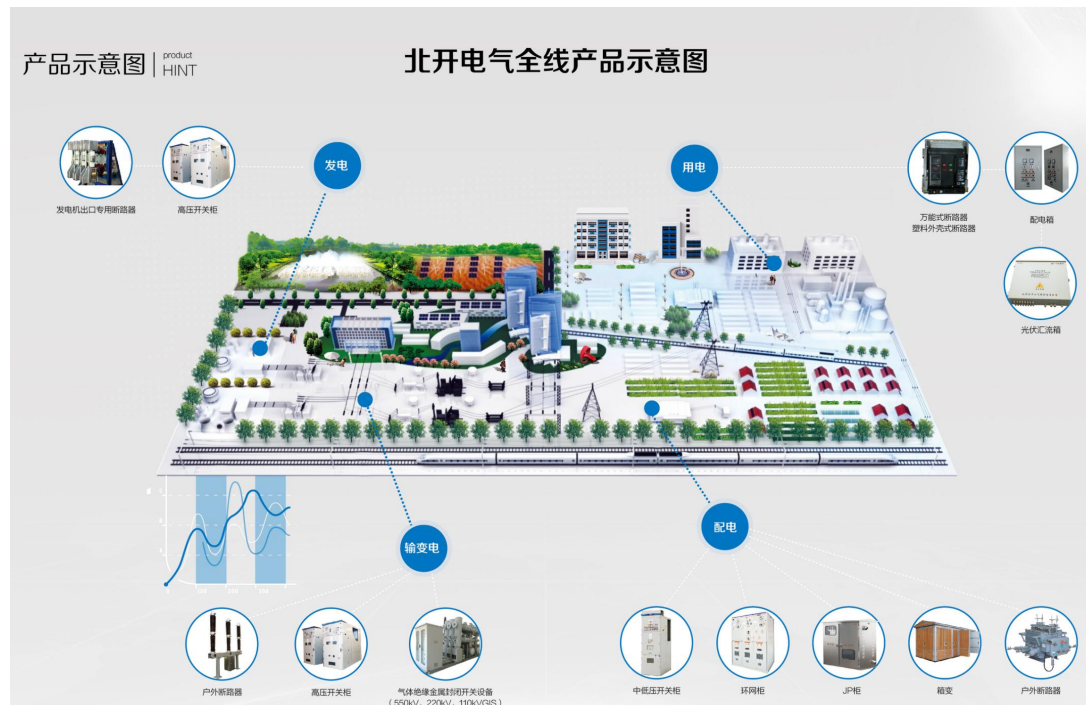 产品示意图
product
HINT
北开电气全线产品示意图
发电
用电
发电机出口专用断路器
高压开关柜
万能式断路器
塑料外壳式断路器
配电箱
光伏汇流箱
输变电
配电
户外断路器
高压开关柜
气体绝缘金属封闭开关设备
(550kV、220kV、110kVGIS)
中低压开关柜
环网柜
JP柜
箱变
户外断路器